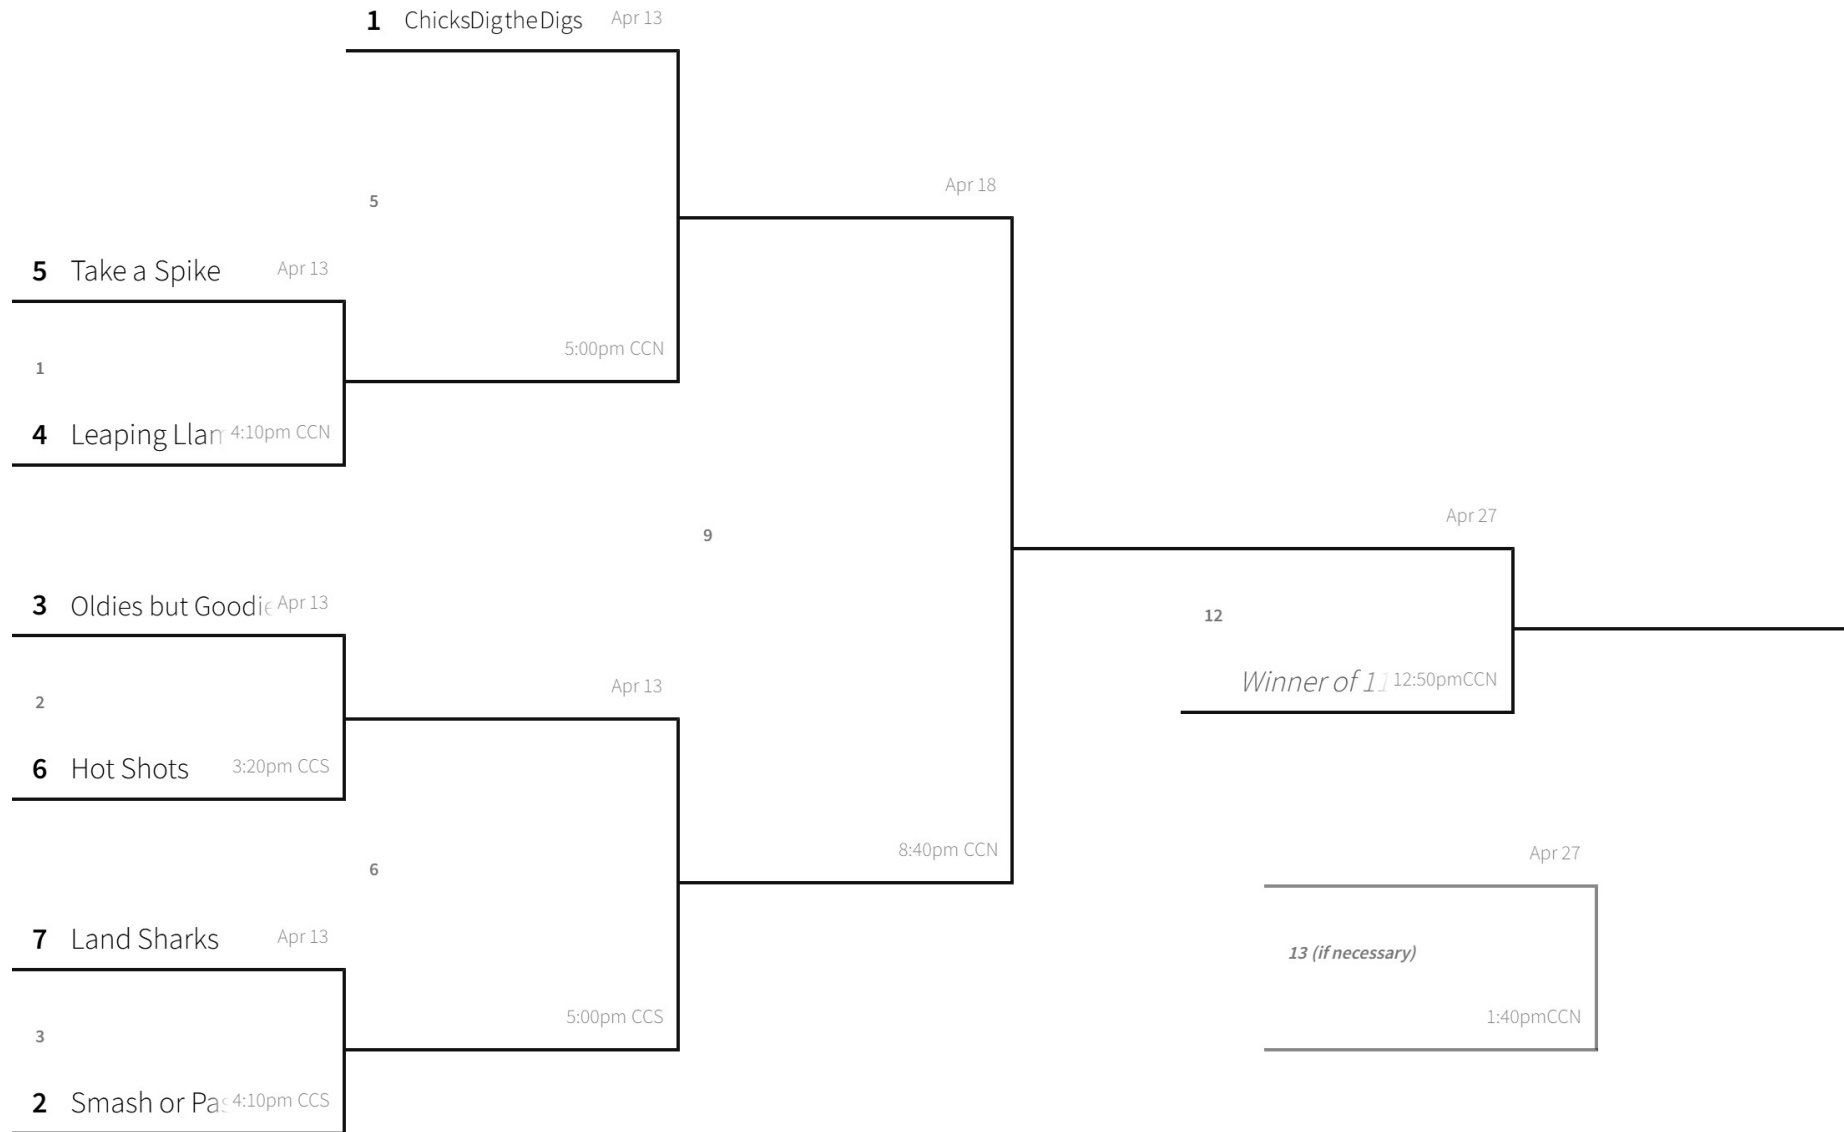 1 ChicksDigtheDigs Apr 13
Apr 18
5
5 Take a Spike Apr 13
5:00pm CCN
1
4 Leaping Llam 4:10pm CCN
Apr 27
9
3 Oldies but Goodie Apr 13
12
Winner of 11 12:50pmCCN
Apr 13
2
6 Hot Shots 3:20pm CCS
8:40pm CCN
Apr 27
6
7 Land Sharks Apr 13
13 (if necessary)
5:00pm CCS
1:40pmCCN
3
2 Smash or Pas 4:10pm CCS